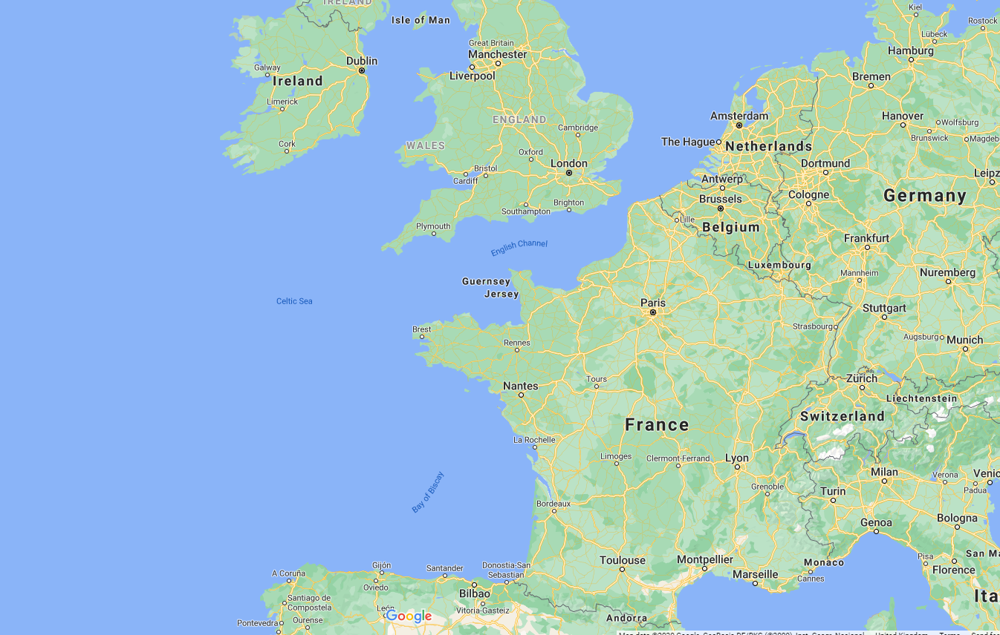 IRELAND
Isle of Man
Kiel
Rostock
Lübeck
Great Britain
Manchester
Hamburg
Dublin
Galway
Liverpool
Bremen
Ireland
Limerick
Amsterdam
Hanover
ENGLAND
Wolfsburg
Cambridge
Brunswick
Magdeb
The Hague
Netherlands
Cork
WALES
Oxford
London
Dortmund
Bristol
Leipz
Cardiff
Antwerp
Cologne
Germany
Brussels
Brighton
Southampton
Lille
Plymouth
Belgium
Frankfurt
English Channel
Luxembourg
Mannheim
Nuremberg
Guernsey
Jersey
Celtic Sea
Paris
Stuttgart
Strasbourg
Brest
Augsburg
Munich
Rennes
Tours
Zürich
Nantes
Liechtenstein
Switzerland
France
La Rochelle
Limoges
Clermont-Ferrand
Lyon
Milan
Verona
Venic
Bay of Biscay
Grenoble
Turin
Padua
Bordeaux
Bologna
Genoa
Pisa
San Ma
Toulouse
Montpellier
Monaco
Florence
Gijón
Santander
Donostia-San
Sebastian
A Coruña
Marseille
Cannes
Oviedo
Bilbao
Santiago de
Compostela
Ita
León
Vitoria-Gasteiz
Google
Pontevedra
Ourense
Andorra